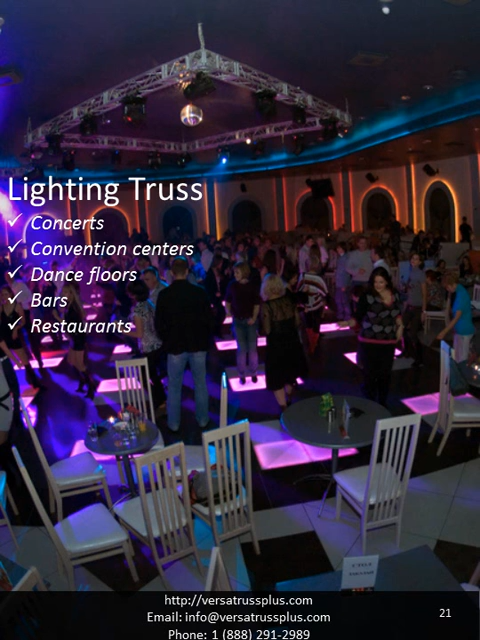 Lighting Truss
✓ Concerts
✓ Convention centers
✓ Dance floors
✓ Bars
✓ Restaurants
http://versatrussplus.com
Email: info@versatrussplus.com
Phone: 1 (888) 291-2989
21